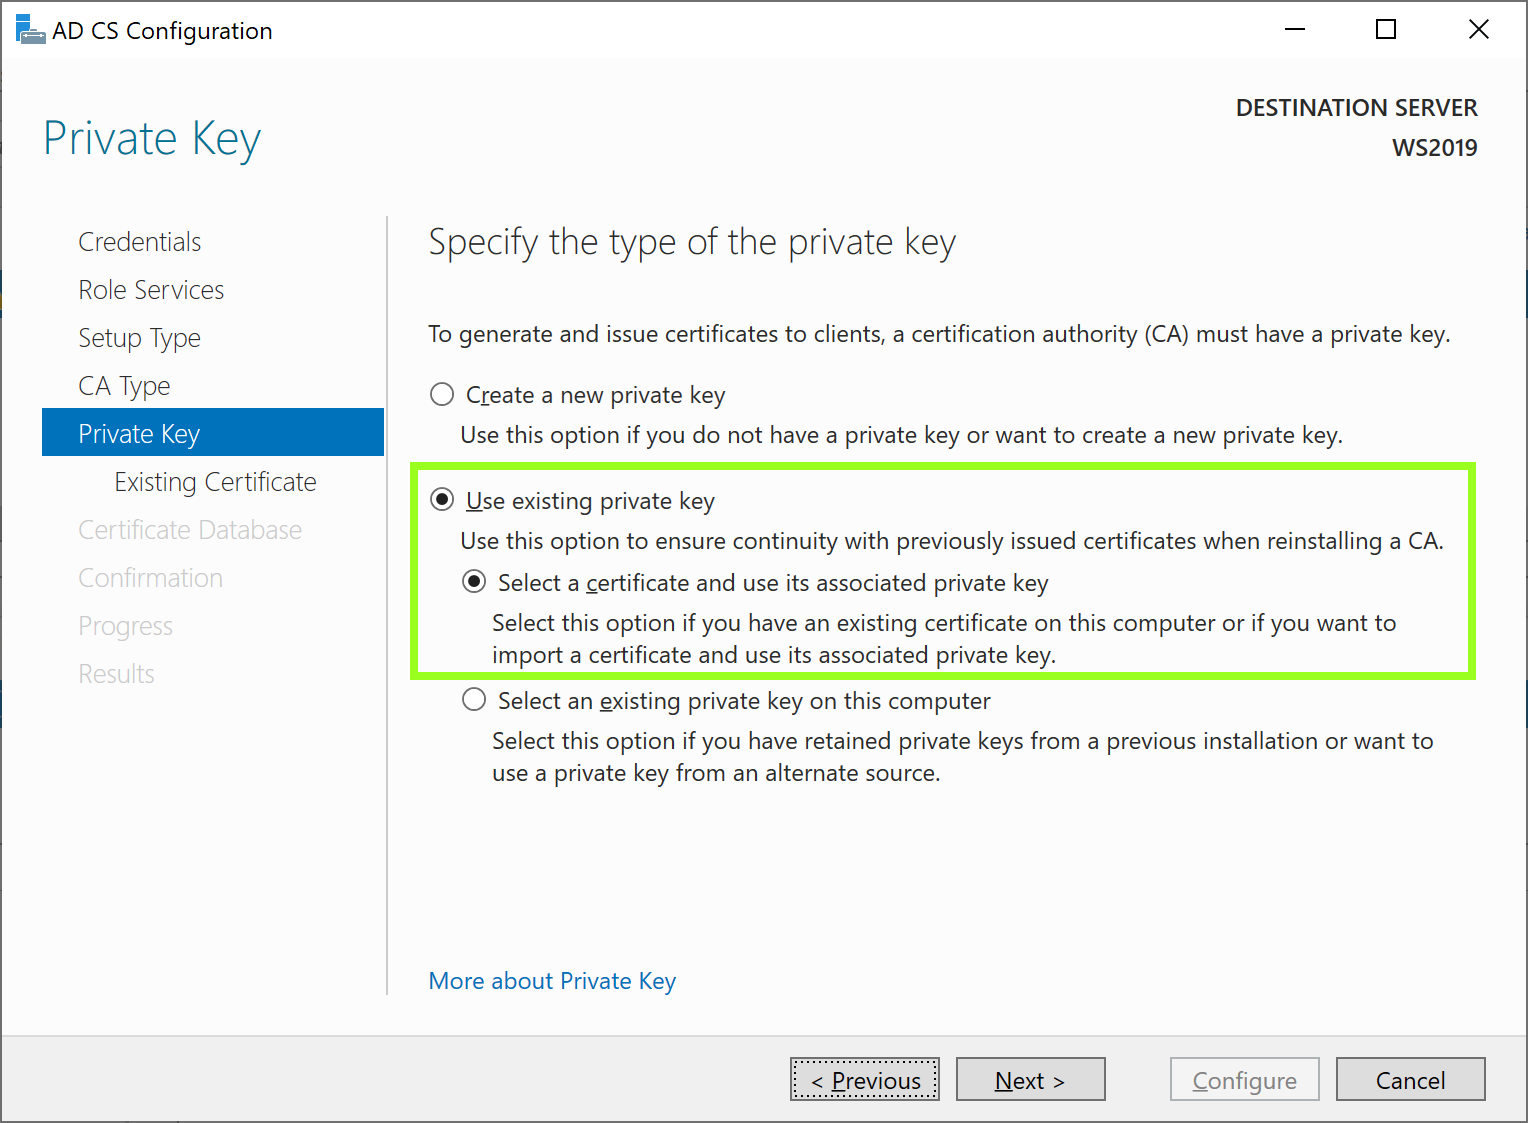 AD CS Configuration
Private Key
DESTINATION SERVER
WS2019
Credentials
Role Services
Setup Type
CA Type
Private Key
Existing Certificate
Certificate Database
Confirmation
Progress
Results
Specify the type of the private key
To generate and issue certificates to clients, a certification authority (CA) must have a private key.
Create a new private key
Use this option if you do not have a private key or want to create a new private key.
Use existing private key
Use this option to ensure continuity with previously issued certificates when reinstalling a CA.
Select a certificate and use its associated private key
Select this option if you have an existing certificate on this computer or if you want to
import a certificate and use its associated private key.
Select an existing private key on this computer
Select this option if you have retained private keys from a previous installation or want to
use a private key from an alternate source.
More about Private Key
< Previous
Next >
Configure
Cancel